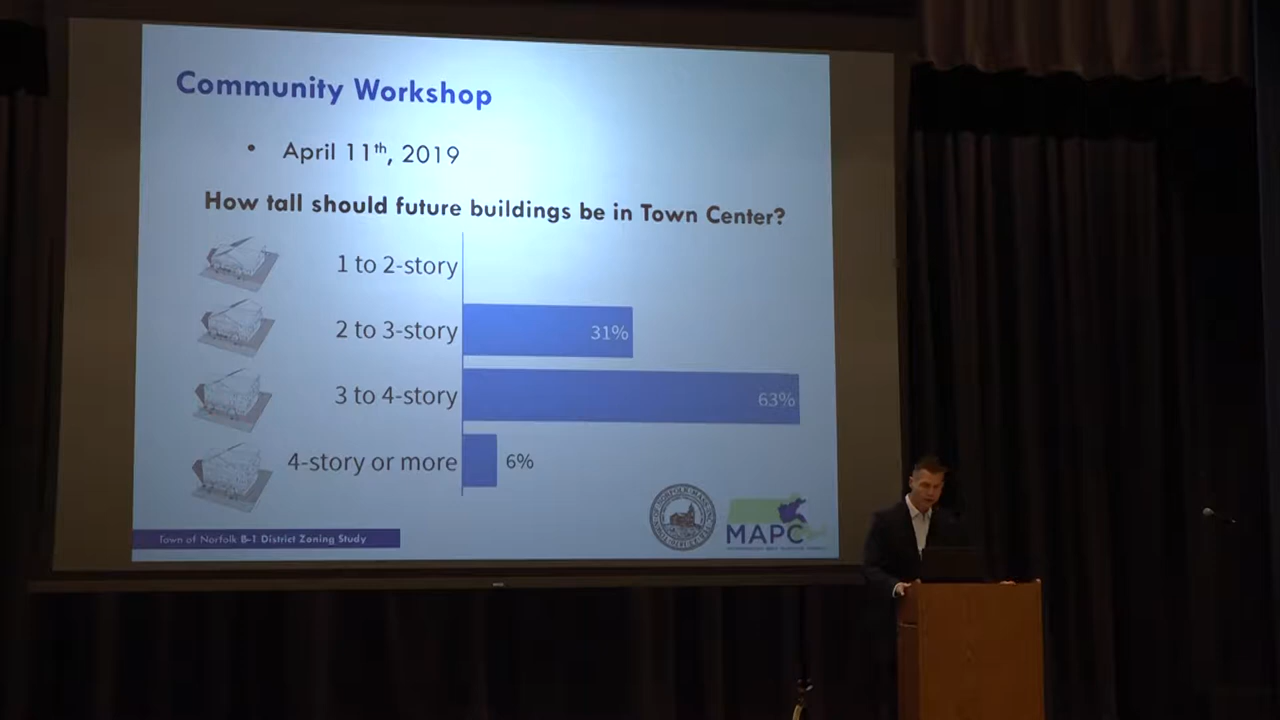 Community Workshop
• April 11th, 2019
How tall should future buildings be in Town Center?
1 to 2-story
2 to 3-story
31%
3 to 4-story
63%
4-story or more
6%
Town of Norfolk B-1 District Zoning Study
MAPC